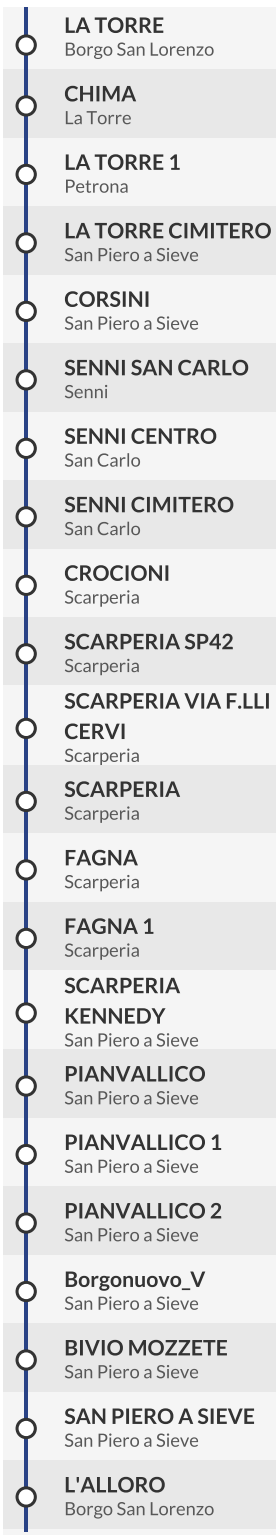 LA TORRE
Borgo San Lorenzo
CHIMA
La Torre
LA TORRE 1
Petrona
LA TORRE CIMITERO
San Piero a Sieve
CORSINI
San Piero a Sieve
SENNI SAN CARLO
Senni
SENNI CENTRO
San Carlo
SENNI CIMITERO
San Carlo
CROCIONI
Scarperia
SCARPERIA SP42
Scarperia
SCARPERIA VIA F.LLI
CERVI
Scarperia
SCARPERIA
Scarperia
FAGNA
Scarperia
FAGNA 1
Scarperia
SCARPERIA
KENNEDY
San Piero a Sieve
PIANVALLICO
San Piero a Sieve
PIANVALLICO 1
San Piero a Sieve
PIANVALLICO 2
San Piero a Sieve
Borgonuovo_V
San Piero a Sieve
BIVIO MOZZETE
San Piero a Sieve
SAN PIERO A SIEVE
San Piero a Sieve
L'ALLORO
Borgo San Lorenzo